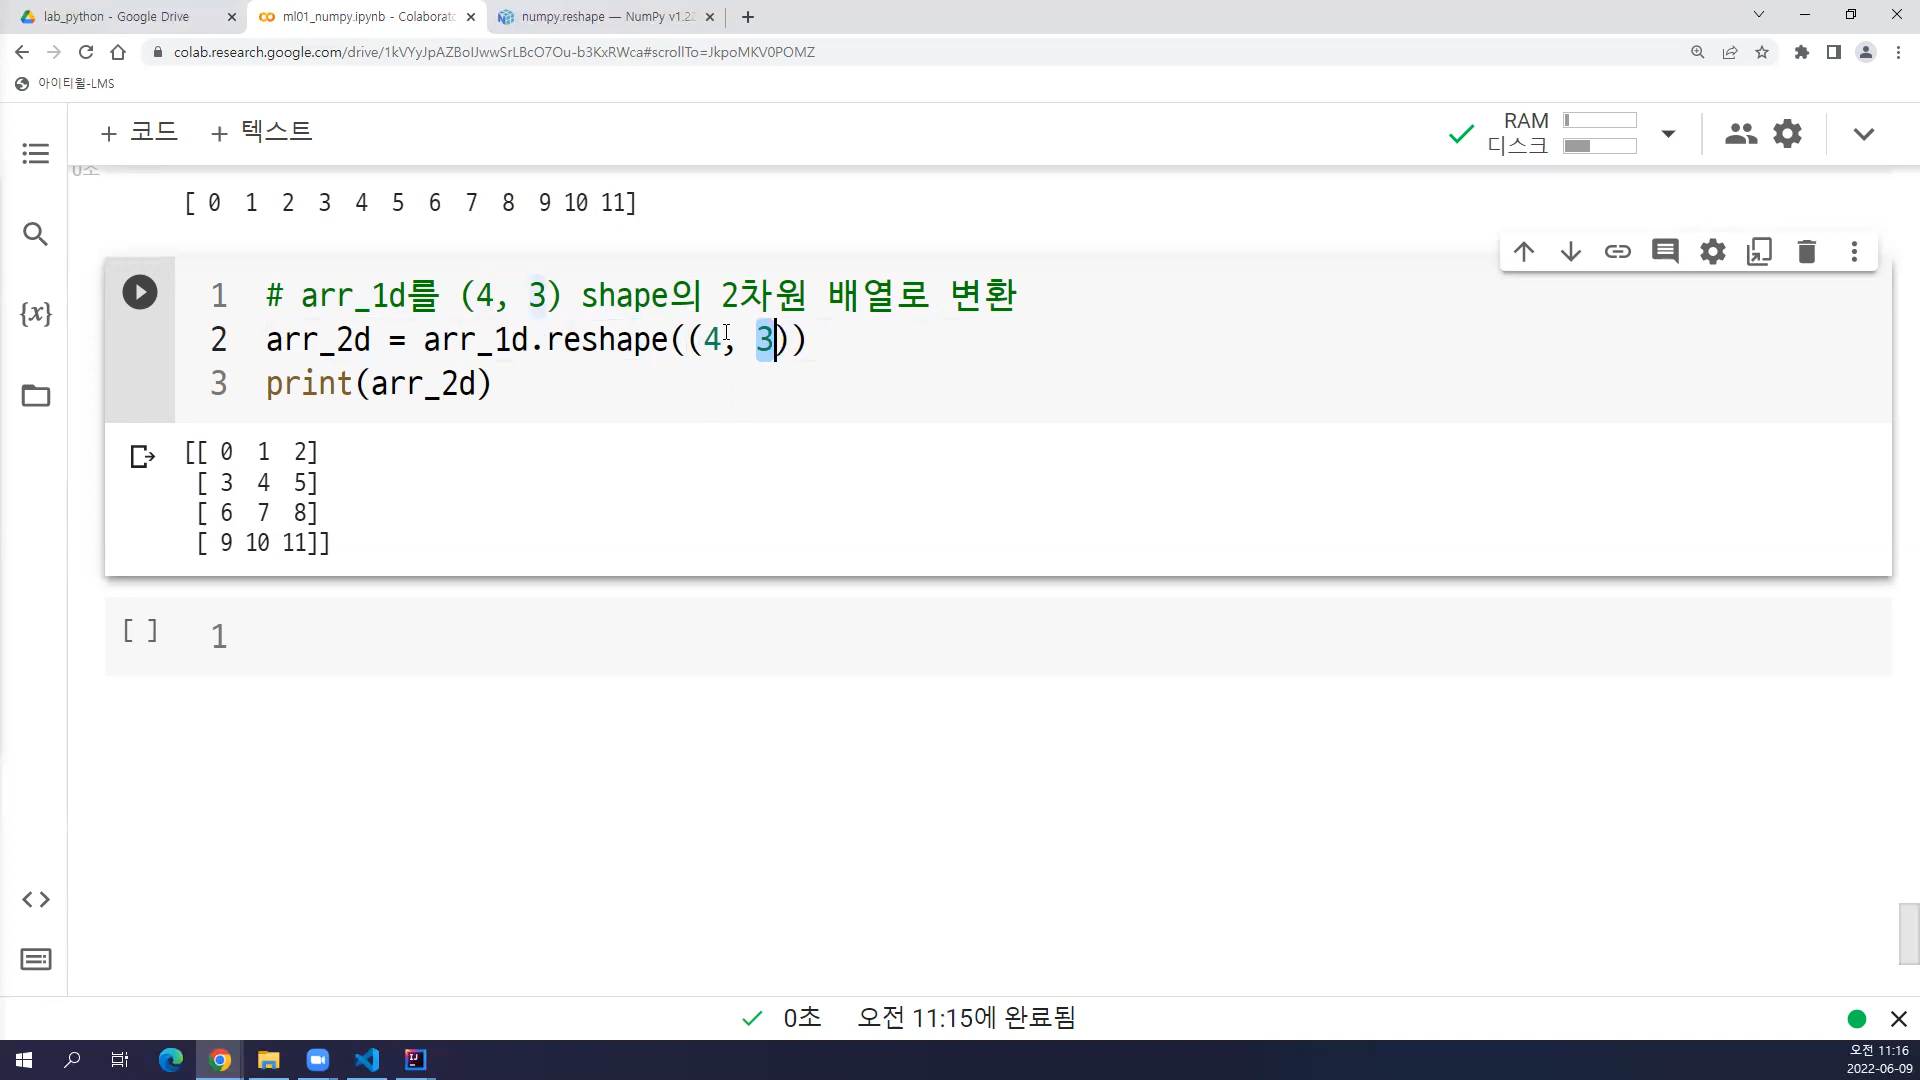 lab_python - Google Drive
ml01_numpy.ipynb - Colaborato
numpy.reshape — NumPy v1.22
colab.research.google.com/drive/1kVYyJpAZBoIJwwSrLBcO7Ou-b3KxRWca#scrollTo=JkpoMKV0POMZ
아이티윌-LMS
+ 코드 + 텍스트
RAM
디스크
0초
[ 0 1 2 3 4 5 6 7 8 9 10 11]
1 # arr_1d를 (4, 3) shape의 2차원 배열로 변환
2 arr_2d = arr_1d.reshape((4, 3))
3 print(arr_2d)
[[ 0 1 2]
[ 3 4 5]
[ 6 7 8]
[ 9 10 11]]
{x}
[ ] 1
0초 오전 11:15에 완료됨
오전 11:16
2022-06-09